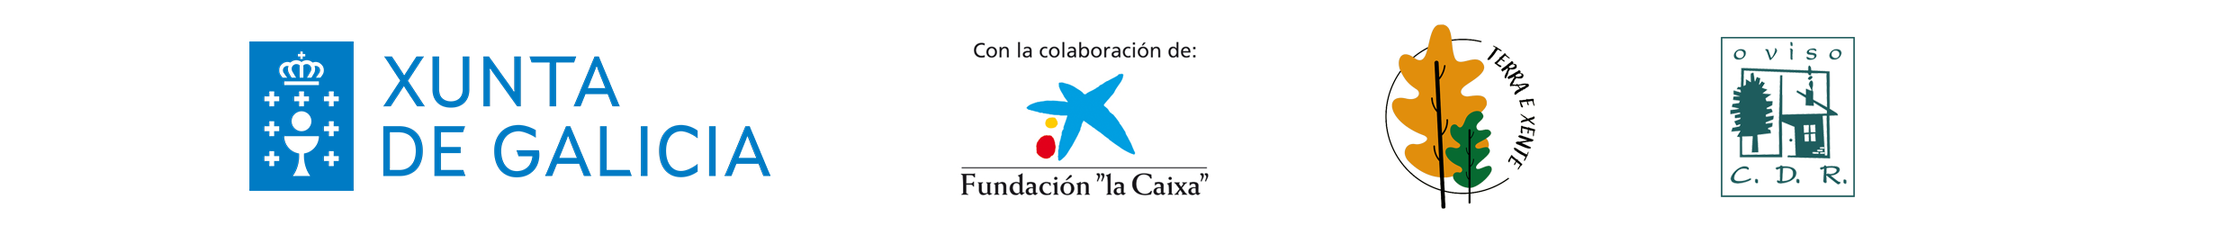 XUNTA
DE GALICIA
Con la colaboración de:
Fundación ”la Caixa”
TERRA E XENTE
o viso
C. D. R.